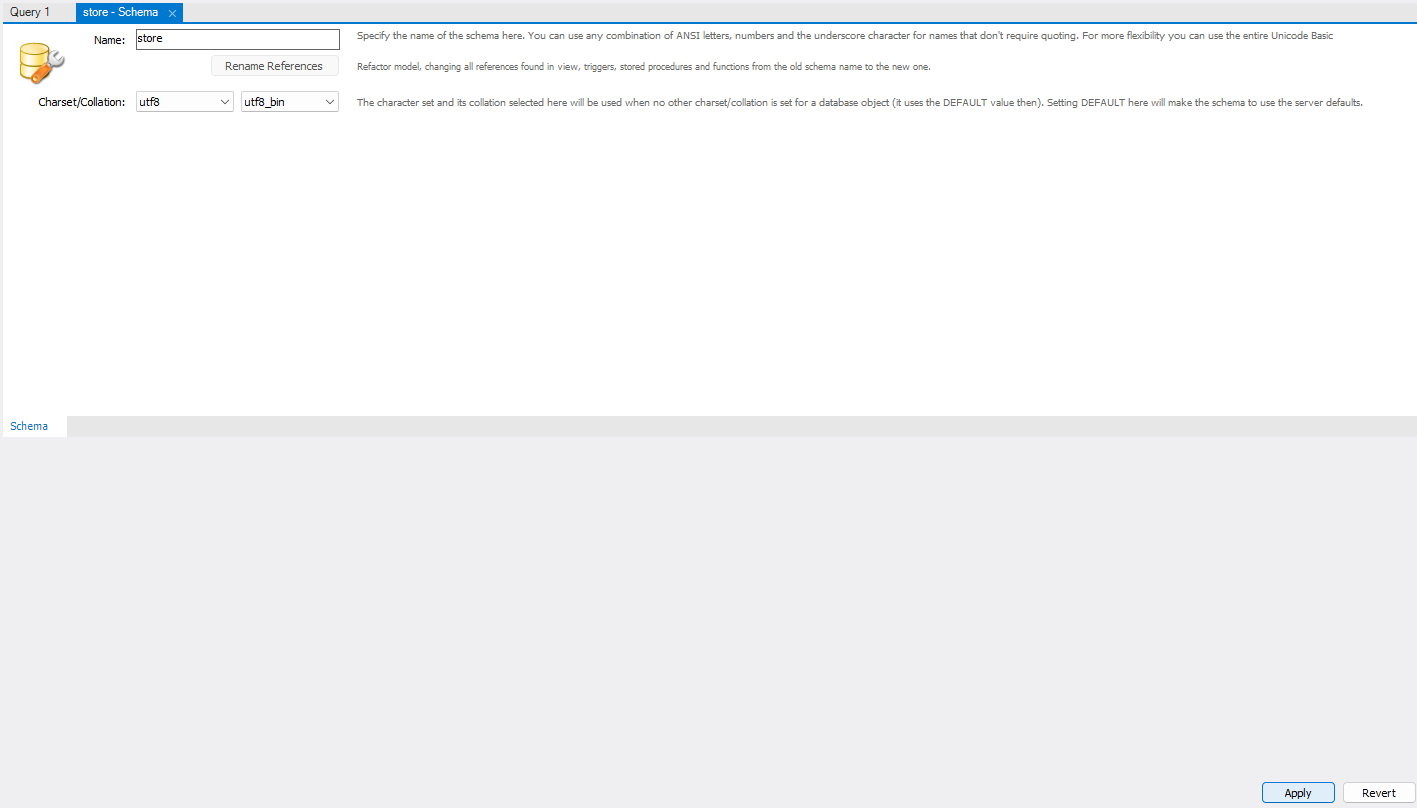 Query 1
store - Schema
Name: store
Specify the name of the schema here. You can use any combination of ANSI letters, numbers and the underscore character for names that don't require quoting. For more flexibility you can use the entire Unicode Basic
Rename References
Refactor model, changing all references found in view, triggers, stored procedures and functions from the old schema name to the new one.
Charset/Collation: utf8 utf8_bin
The character set and its collation selected here will be used when no other charset/collation is set for a database object (it uses the DEFAULT value then). Setting DEFAULT here will make the schema to use the server defaults.
Schema
Apply Revert